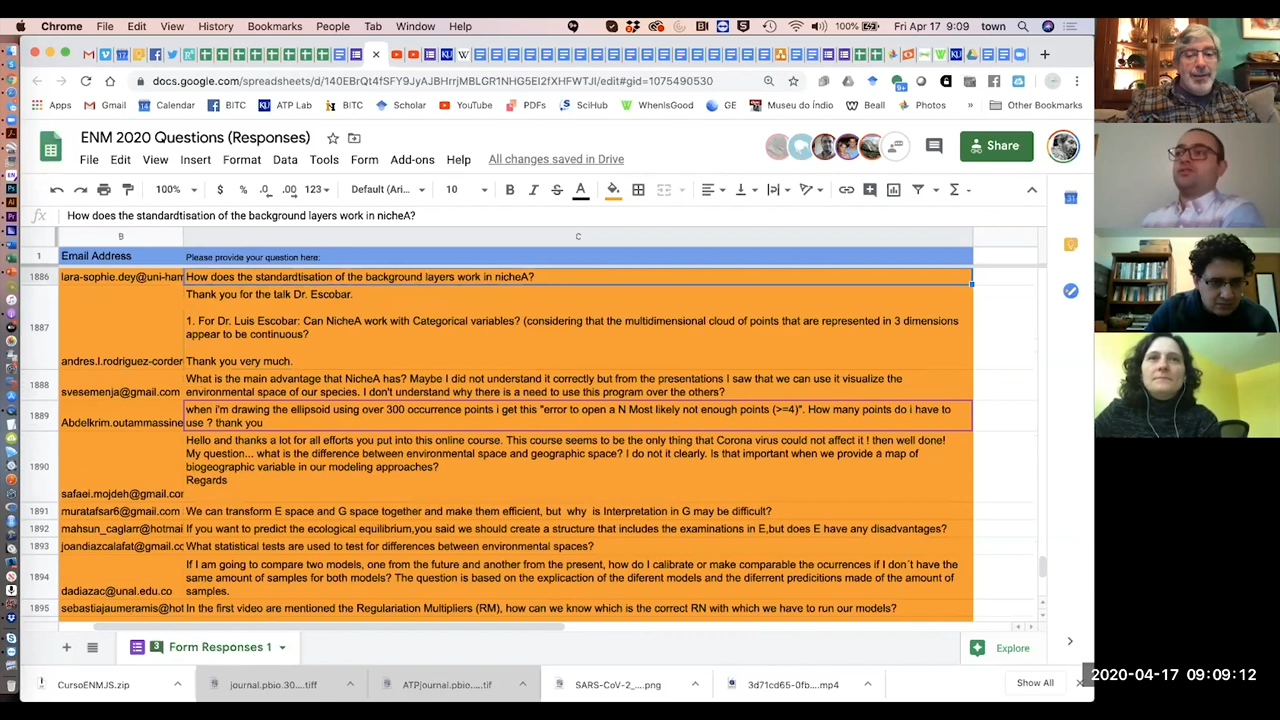 Chrome File Edit View History Bookmarks People Tab Window Help 100% Fri Apr 17 9:09 town
docs.google.com/spreadsheets/d/140EBrQt4fSFY9JyAJBHrrjMBLGR1NHG5EI2fXHFWTJI/edit#gid=1075490530
Apps Gmail Calendar BITC ATP Lab BITC Scholar YouTube PDFs SciHub WhenIsGood GE Museu do Índio Beall Photos » Other Bookmarks
ENM 2020 Questions (Responses)
Share
File Edit View Insert Format Data Tools Form Add-ons Help All changes saved in Drive
100% $ % .0 .00 123 Default (Ari... 10 B I S A
fx How does the standardtisation of the background layers work in nicheA?
B C
1 Email Address Please provide your question here:
1886 lara-sophie.dey@uni-ham How does the standardtisation of the background layers work in nicheA?
Thank you for the talk Dr. Escobar.
1. For Dr. Luis Escobar: Can NicheA work with Categorical variables? (considering that the multidimensional cloud of points that are represented in 3 dimensions
1887
appear to be continuous?
andres.l.rodriguez-corder Thank you very much.
What is the main advantage that NicheA has? Maybe I did not understand it correctly but from the presentations I saw that we can use it visualize the
1888 svesemenja@gmail.com environmental space of our species. I don't understand why there is a need to use this program over the others?
when i'm drawing the ellipsoid using over 300 occurrence points i get this "error to open a N Most likely not enough points (>=4)". How many points do i have to
1889 Abdelkrim.outammassine use ? thank you
Hello and thanks a lot for all efforts you put into this online course. This course seems to be the only thing that Corona virus could not affect it ! then well done!
My question... what is the difference between environmental space and geographic space? I do not it clearly. Is that important when we provide a map of
1890 biogeographic variable in our modeling approaches?
Regards
safaei.mojdeh@gmail.cor
1891 muratafsar6@gmail.com We can transform E space and G space together and make them efficient, but why is Interpretation in G may be difficult?
1892 mahsun_caglarr@hotmai If you want to predict the ecological equilibrium,you said we should create a structure that includes the examinations in E,but does E have any disadvantages?
1893 joandiazcalafat@gmail.cc What statistical tests are used to test for differences between environmental spaces?
If I am going to compare two models, one from the future and another from the present, how do I calibrate or make comparable the ocurrences if I don´t have the
1894 same amount of samples for both models? The question is based on the explicacion of the diferent models and the diferrent predicitions made of the amount of
dadiazac@unal.edu.co samples.
1895 sebastiajaumeramis@hot In the first video are mentioned the Regulariation Multipliers (RM), how can we know which is the correct RN with which we have to run our models?
3 Form Responses 1 Explore
CursoENMJS.zip journal.pbio.30....tiff ATPjournal.pbio....tif SARS-CoV-2_....png 3d71cd65-0fb....mp4 Show All
2020-04-17 09:09:12